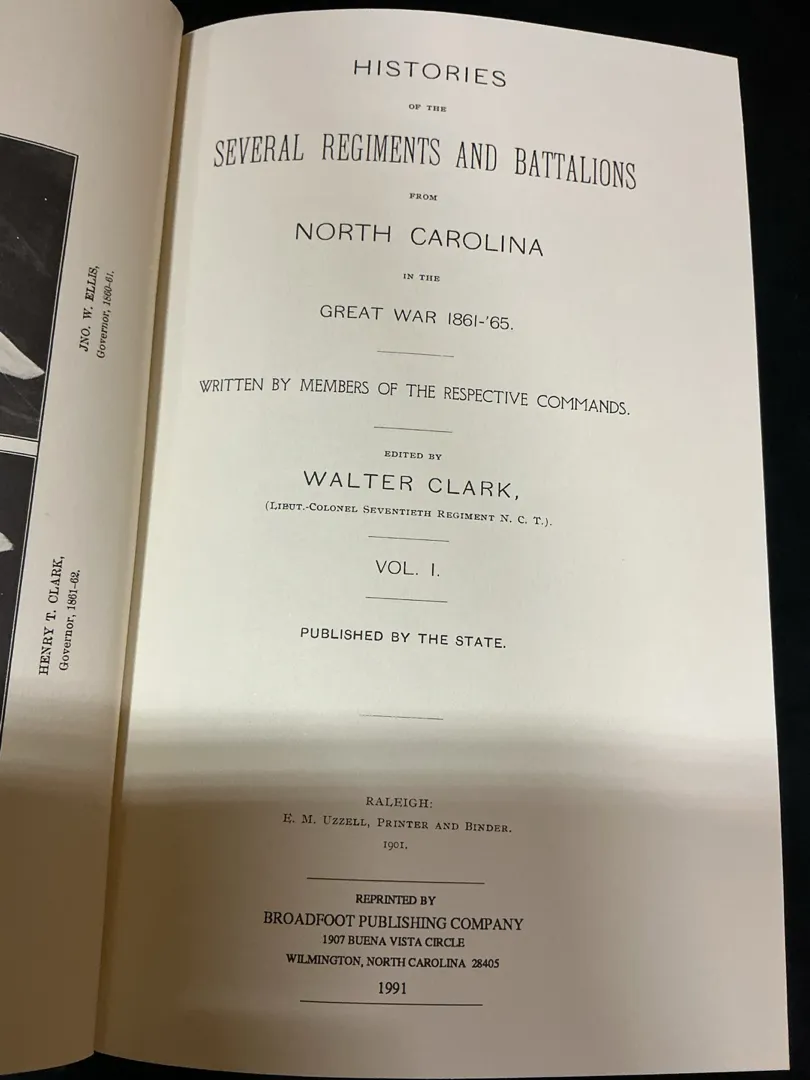 JNO. W. ELLIS,
Governor, 1860-61.
HENRY T. CLARK,
Governor, 1861-62.
HISTORIES
OF THE
SEVERAL REGIMENTS AND BATTALIONS
FROM
NORTH CAROLINA
IN THE
GREAT WAR 1861-'65.
WRITTEN BY MEMBERS OF THE RESPECTIVE COMMANDS.
EDITED BY
WALTER CLARK,
(LIEUT.-COLONEL SEVENTIETH REGIMENT N. C. T.).
VOL. I.
PUBLISHED BY THE STATE.
RALEIGH:
E. M. UZZELL, PRINTER AND BINDER.
1901.
REPRINTED BY
BROADFOOT PUBLISHING COMPANY
1907 BUENA VISTA CIRCLE
WILMINGTON, NORTH CAROLINA 28405
1991